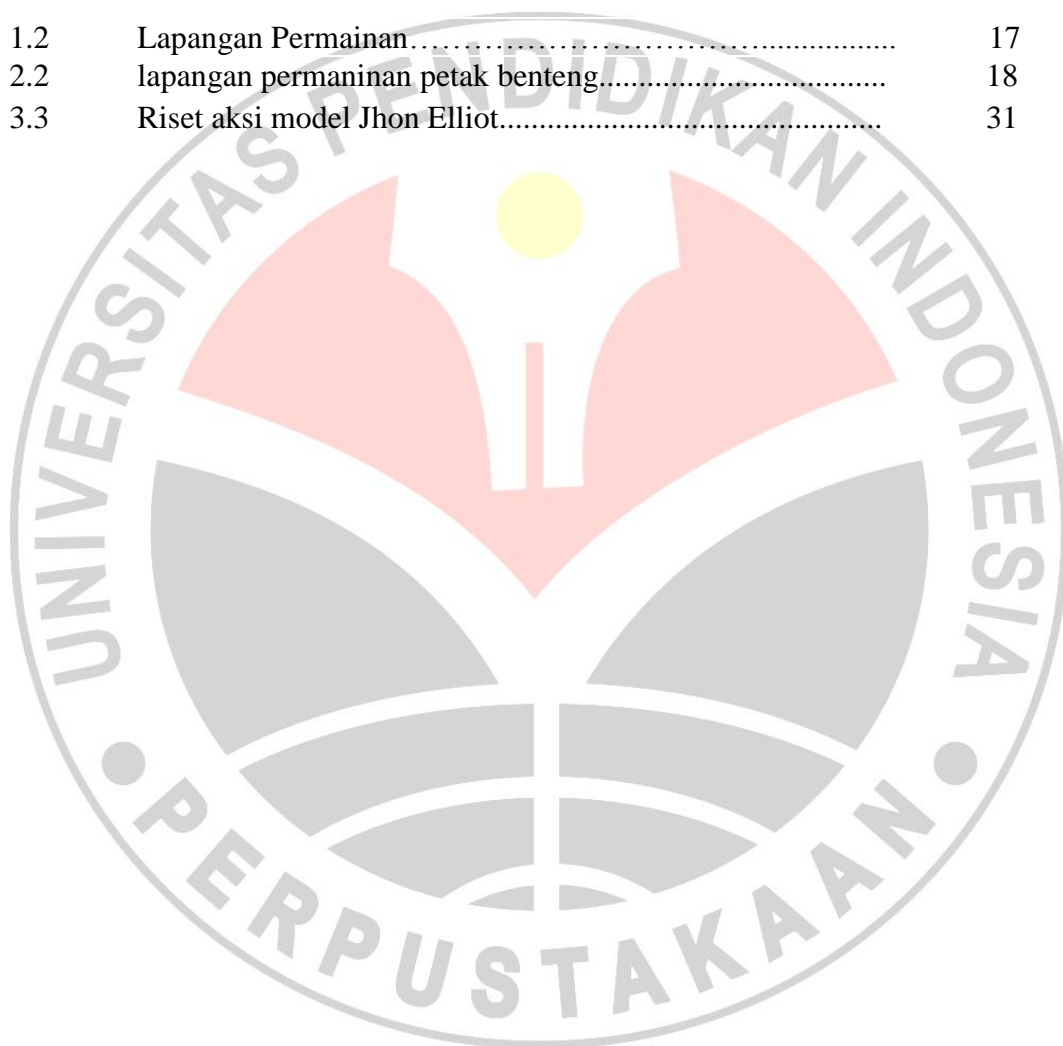 1.2 Lapangan Permainan……………………………................. 17
2.2 lapangan permaninan petak benteng................................... 18
3.3 Riset aksi model Jhon Elliot............................................... 31
UNIVERSITAS PENDIDIKAN INDONESIA
PERPUSTAKAAN